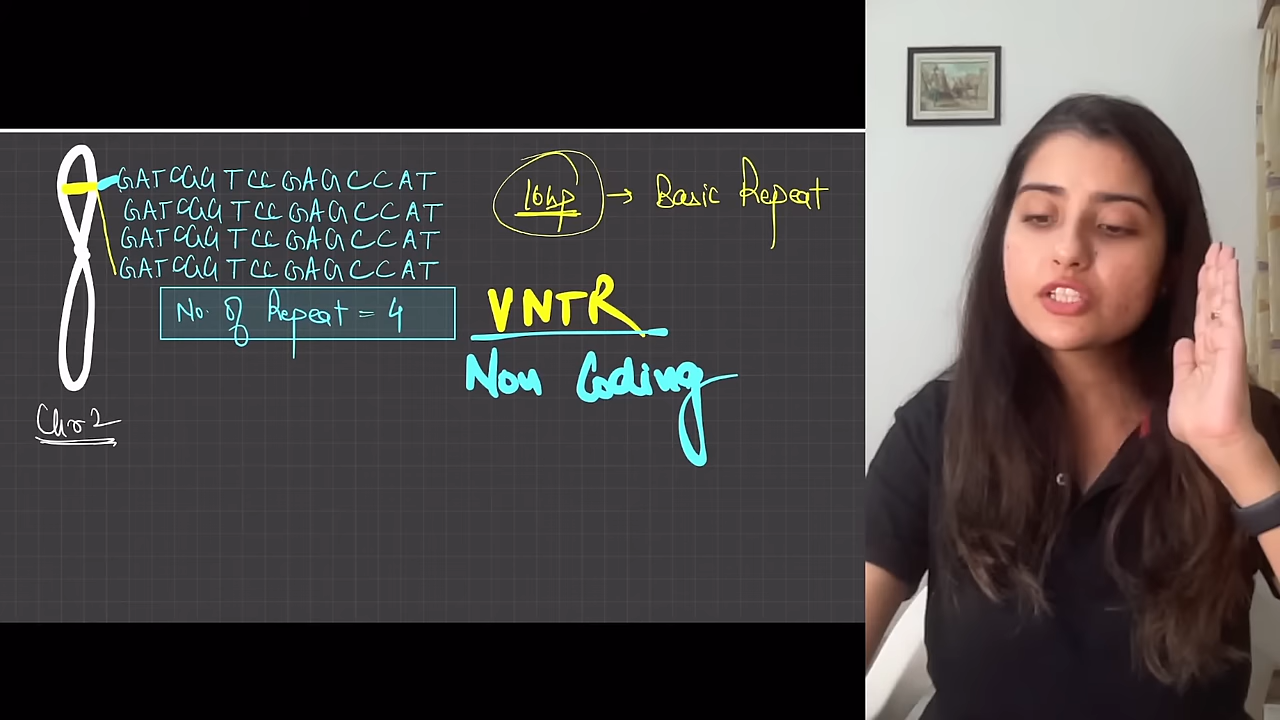 GATCGGTCCGAGCCAT
GATCGGTCCGAGCCAT
GATCGGTCCGAGCCAT
GATCGGTCCGAGCCAT
No. of Repeat = 4
Chr 2
16bp → Basic Repeat
VNTR
Non Coding